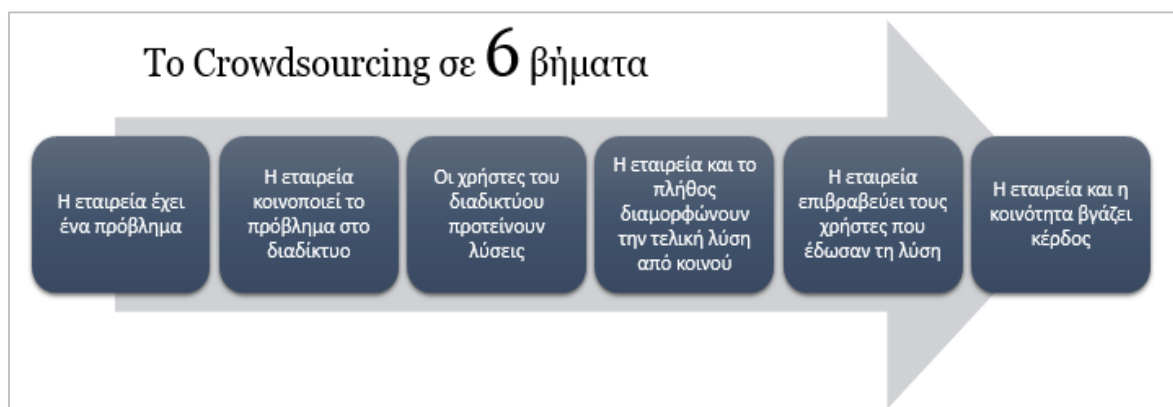 Το Crowdsourcing σε 6 βήματα
Η εταιρεία έχει
ένα πρόβλημα
Η εταιρεία
κοινοποιεί το
πρόβλημα στο
διαδίκτυο
Οι χρήστες του
διαδικτύου
προτείνουν
λύσεις
Η εταιρεία και το
πλήθος
διαμορφώνουν
την τελική λύση
από κοινού
Η εταιρεία
επιβραβεύει τους
χρήστες που
έδωσαν τη λύση
Η εταιρεία και η
κοινότητα βγάζει
κέρδος